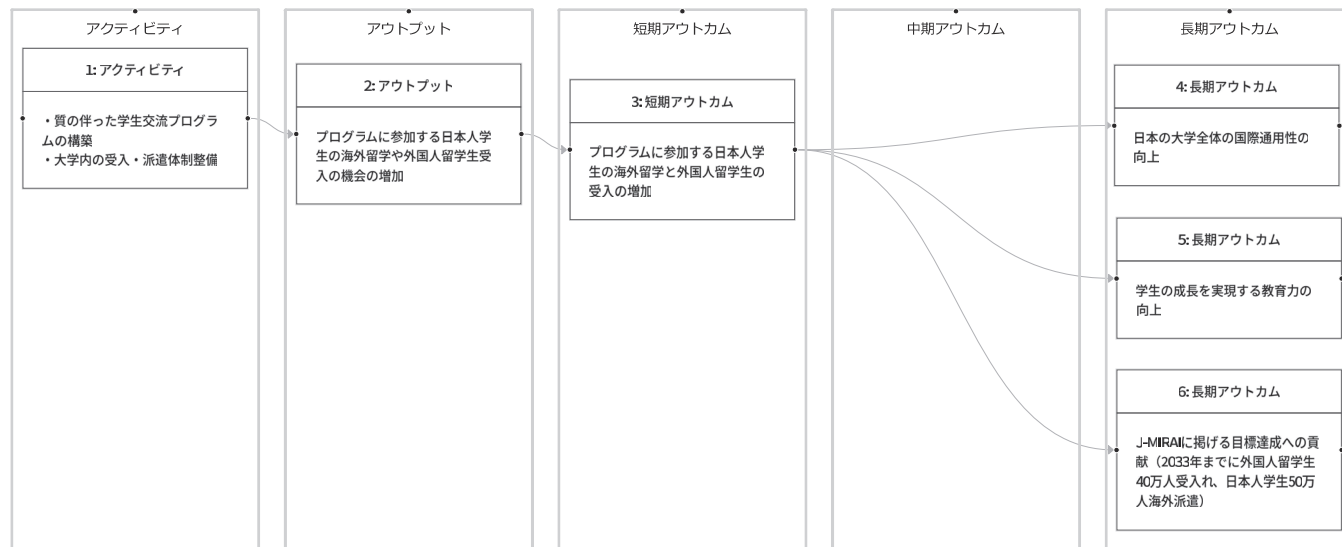 アクティビティ
1: アクティビティ
・質の伴った学生交流プログラ
ムの構築
・大学内の受入・派遣体制整備
アウトプット
2: アウトプット
プログラムに参加する日本人学
生の海外留学や外国人留学生受
入の機会の増加
短期アウトカム
3: 短期アウトカム
プログラムに参加する日本人学
生の海外留学と外国人留学生の
受入の増加
中期アウトカム
長期アウトカム
4: 長期アウトカム
日本の大学全体の国際通用性の
向上
5: 長期アウトカム
学生の成長を実現する教育力の
向上
6: 長期アウトカム
J-MIRAIに掲げる目標達成への貢
献（2033年までに外国人留学生
40万人受入れ、日本人学生50万
人海外派遣）